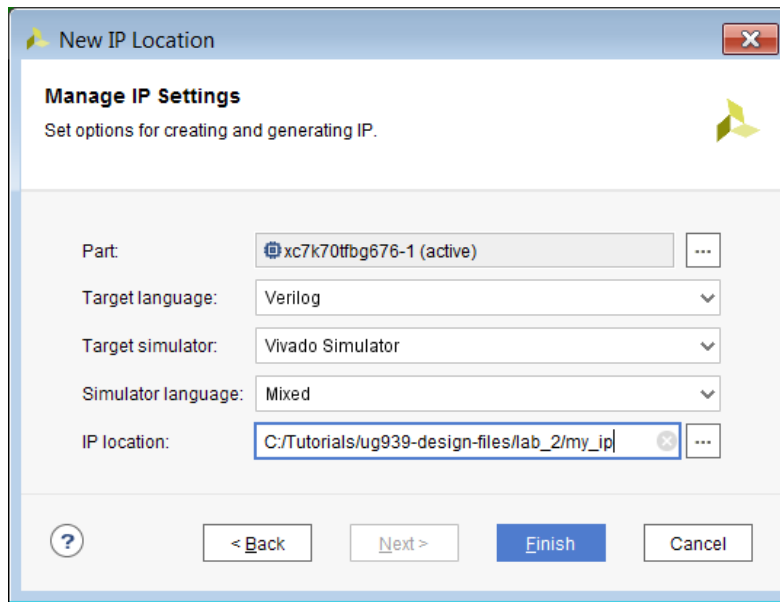 New IP Location
Manage IP Settings
Set options for creating and generating IP.
Part: xc7k70tfbg676-1 (active) ...
Target language: Verilog
Target simulator: Vivado Simulator
Simulator language: Mixed
IP location: C:/Tutorials/ug939-design-files/lab_2/my_ip ...
? < Back Next > Finish Cancel